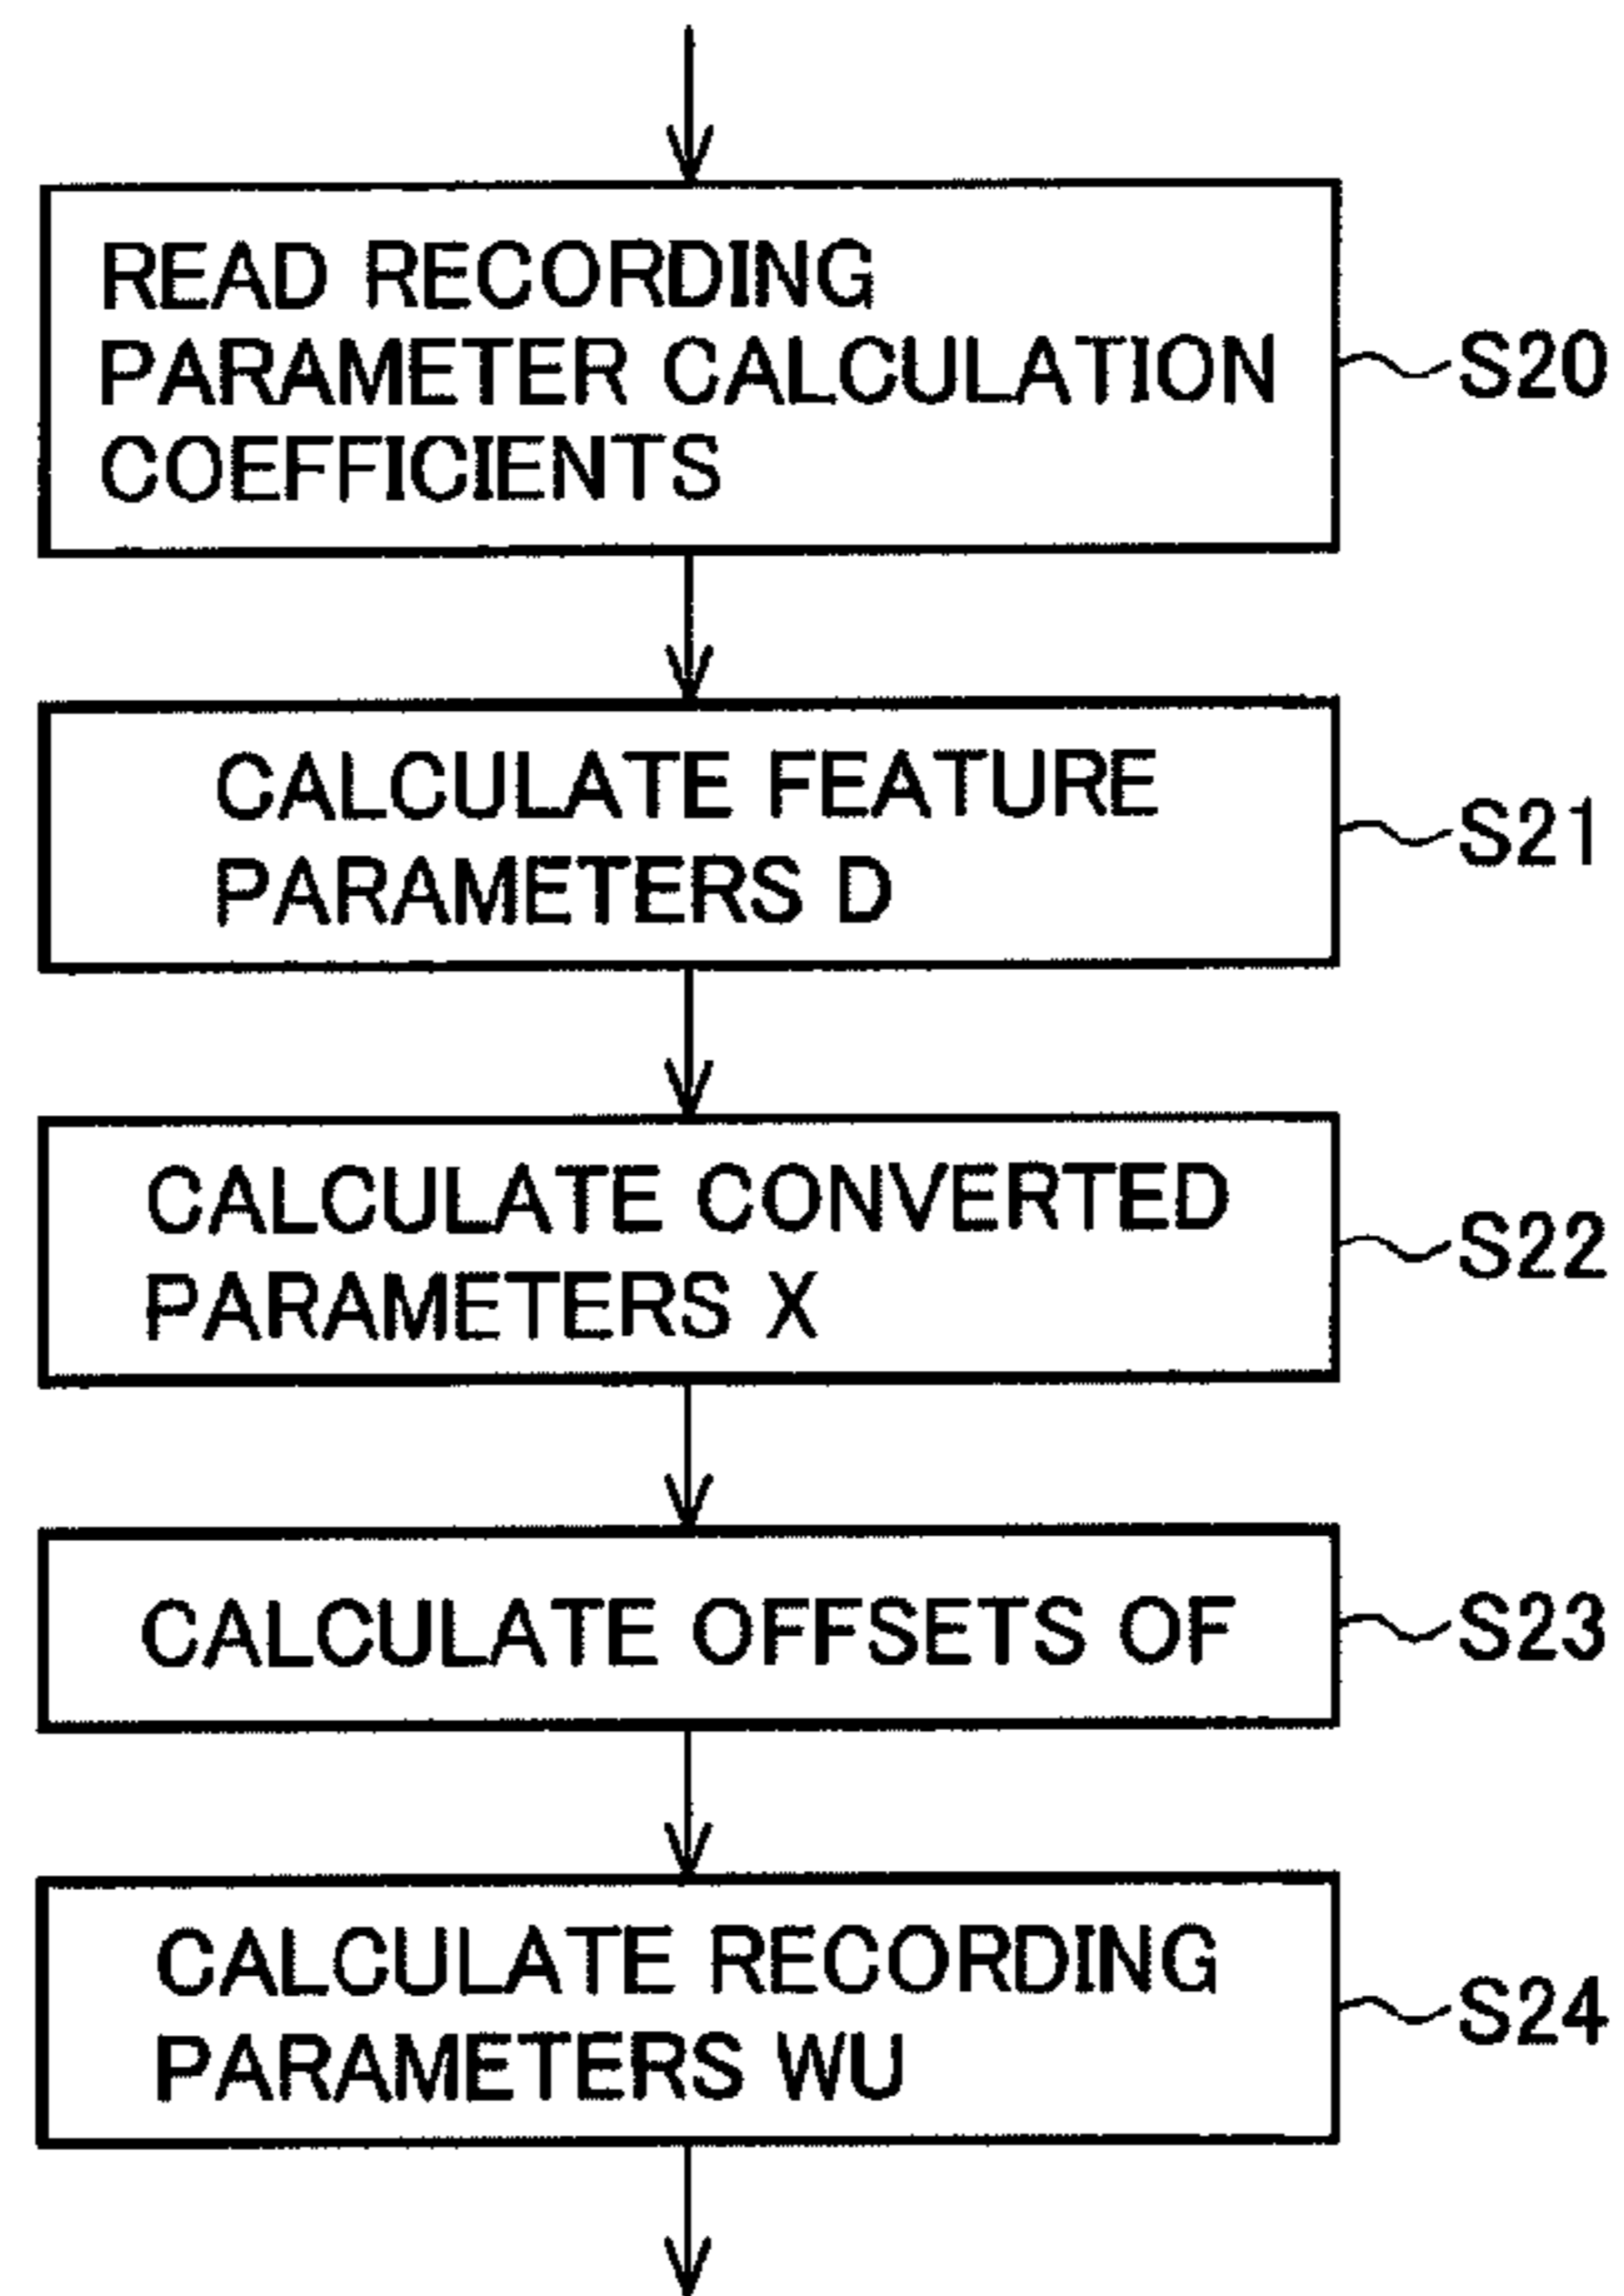 READ RECORDING
PARAMETER CALCULATION
COEFFICIENTS
S20
CALCULATE FEATURE
PARAMETERS D
S21
CALCULATE CONVERTED
PARAMETERS X
S22
CALCULATE OFFSETS OF
S23
CALCULATE RECORDING
PARAMETERS WU
S24